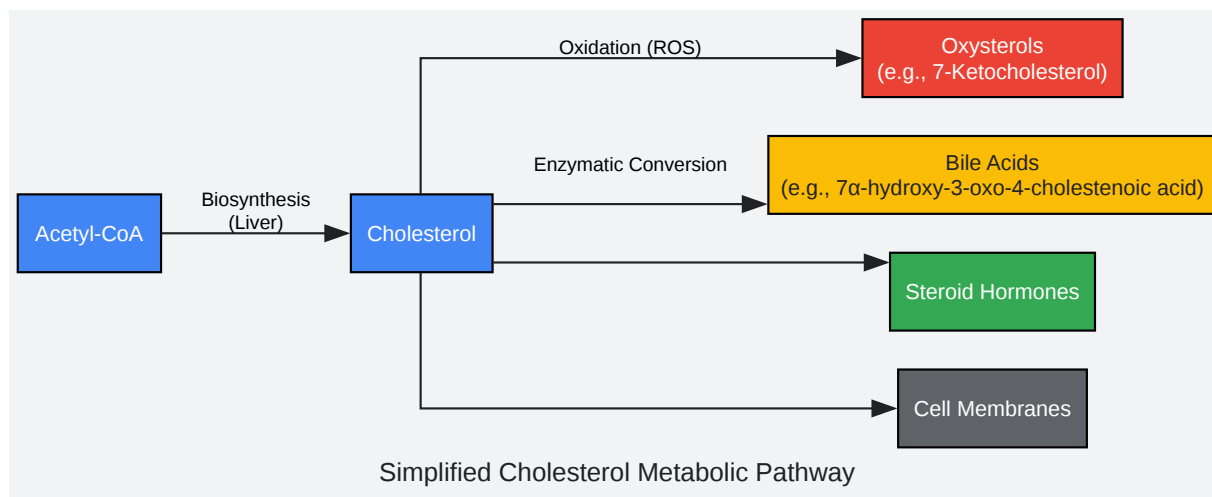 Oxidation (ROS)
Oxysterols
(e.g., 7-Ketocholesterol)
Enzymatic Conversion
Bile Acids
(e.g., 7α-hydroxy-3-oxo-4-cholestenoic acid)
Acetyl-CoA
Biosynthesis
(Liver)
Cholesterol
Steroid Hormones
Cell Membranes
Simplified Cholesterol Metabolic Pathway